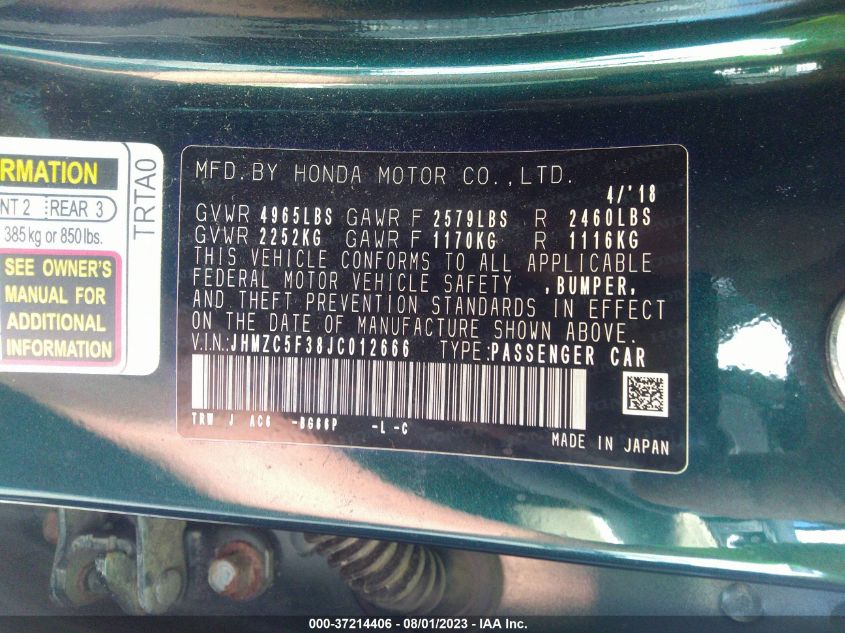 RMATION
NT 2 REAR 3
385 kg or 850 lbs.
SEE OWNER'S
MANUAL FOR
ADDITIONAL
INFORMATION
TRTA0
MFD. BY HONDA MOTOR CO., LTD.
4/'18
GVWR 4965LBS GAWR F 2579LBS R 2460LBS
GVWR 2252KG GAWR F 1170KG R 1116KG
THIS VEHICLE CONFORMS TO ALL APPLICABLE
FEDERAL MOTOR VEHICLE SAFETY , BUMPER,
AND THEFT PREVENTION STANDARDS IN EFFECT
ON THE DATE OF MANUFACTURE SHOWN ABOVE.
V.I.N.: JHMZC5F38JC012666 TYPE: PASSENGER CAR
TRW J AC6 -BG66P -L -C
MADE IN JAPAN
000-37214406 - 08/01/2023 - IAA Inc.